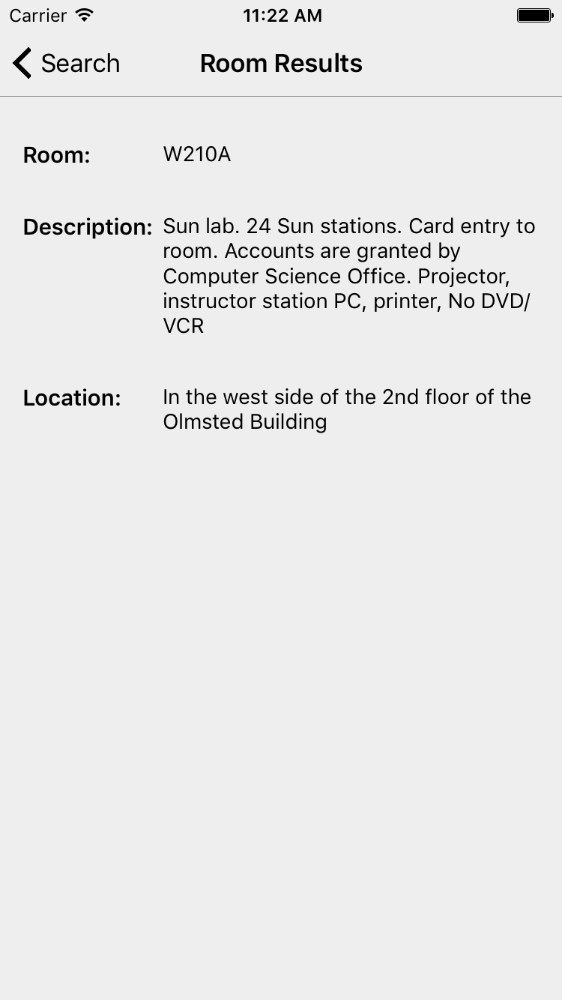 Carrier 11:22 AM
Search Room Results
Room: W210A
Description: Sun lab. 24 Sun stations. Card entry to
room. Accounts are granted by
Computer Science Office. Projector,
instructor station PC, printer, No DVD/
VCR
Location: In the west side of the 2nd floor of the
Olmsted Building